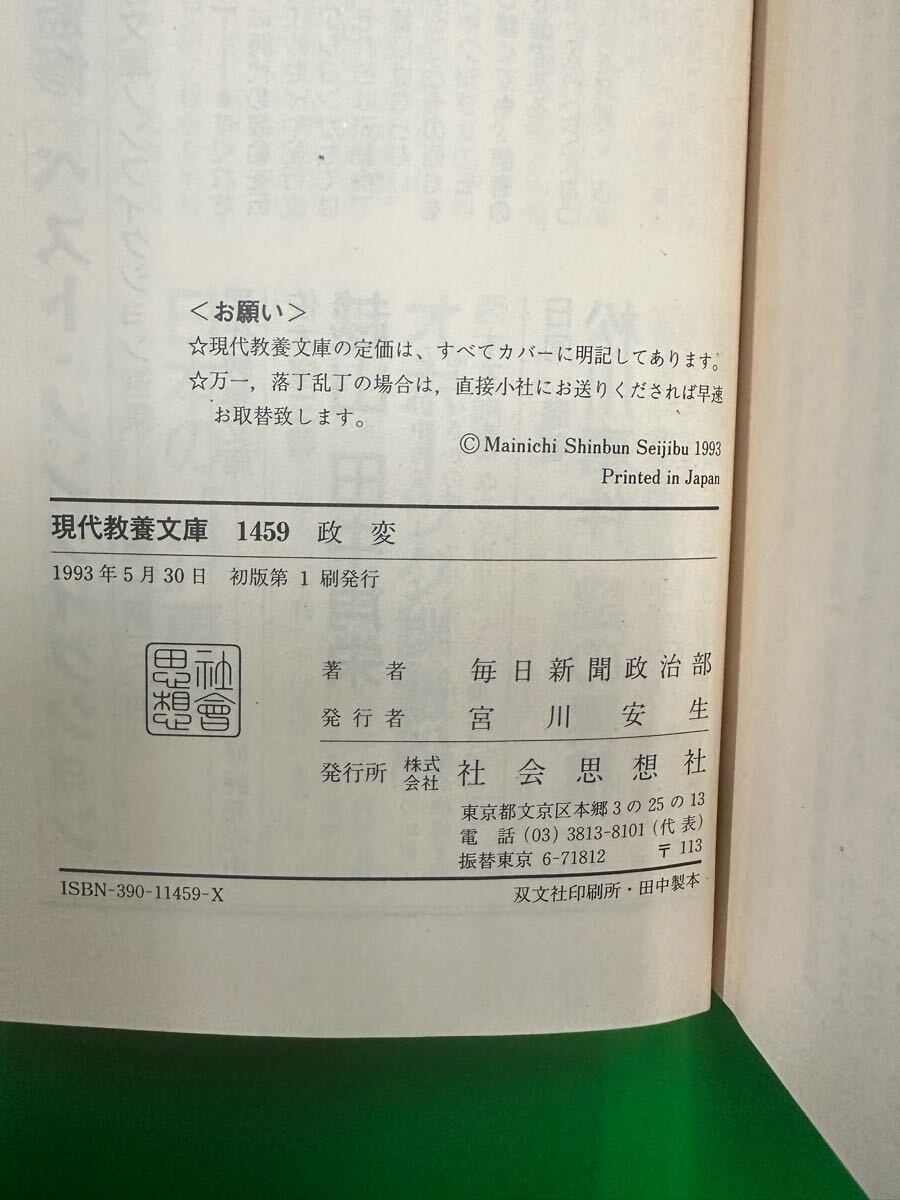 <お願い>
☆現代教養文庫の定価は、すべてカバーに明記してあります。
☆万一，落丁乱丁の場合は，直接小社にお送りくだされば早速
お取替致します。
© Mainichi Shinbun Seijibu 1993
Printed in Japan
現代教養文庫 1459 政変
1993年5月30日 初版第1刷発行
社會
思想
著者 毎日新聞政治部
発行者 宮川安生
発行所 株式会社 社会思想社
東京都文京区本郷3の25の13
電話 (03) 3813-8101 (代表)
振替東京 6-71812 〒113
ISBN-390-11459-X
双文社印刷所・田中製本